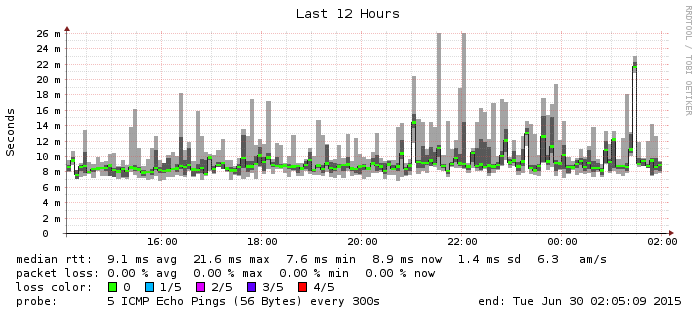 Last 12 Hours
RRDTOOL / TOBI OETIKER
Seconds
26 m
24 m
22 m
20 m
18 m
16 m
14 m
12 m
10 m
8 m
6 m
4 m
2 m
0
16:00 18:00 20:00 22:00 00:00 02:00
median rtt: 9.1 ms avg 21.6 ms max 7.6 ms min 8.9 ms now 1.4 ms sd 6.3 am/s
packet loss: 0.00 % avg 0.00 % max 0.00 % min 0.00 % now
loss color: 0 1/5 2/5 3/5 4/5
probe: 5 ICMP Echo Pings (56 Bytes) every 300s end: Tue Jun 30 02:05:09 2015